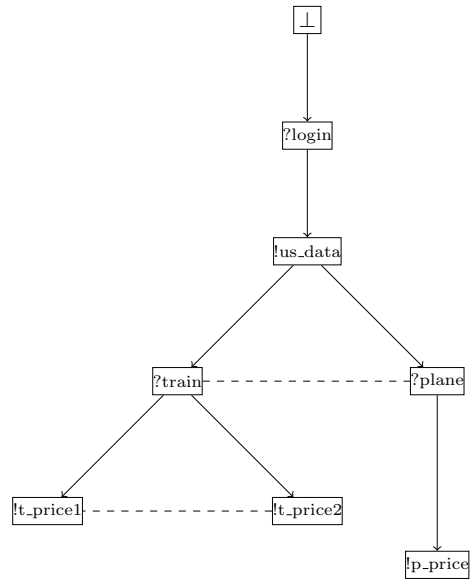 ⊥
?login
!us_data
?train
?plane
!t_price1
!t_price2
!p_price